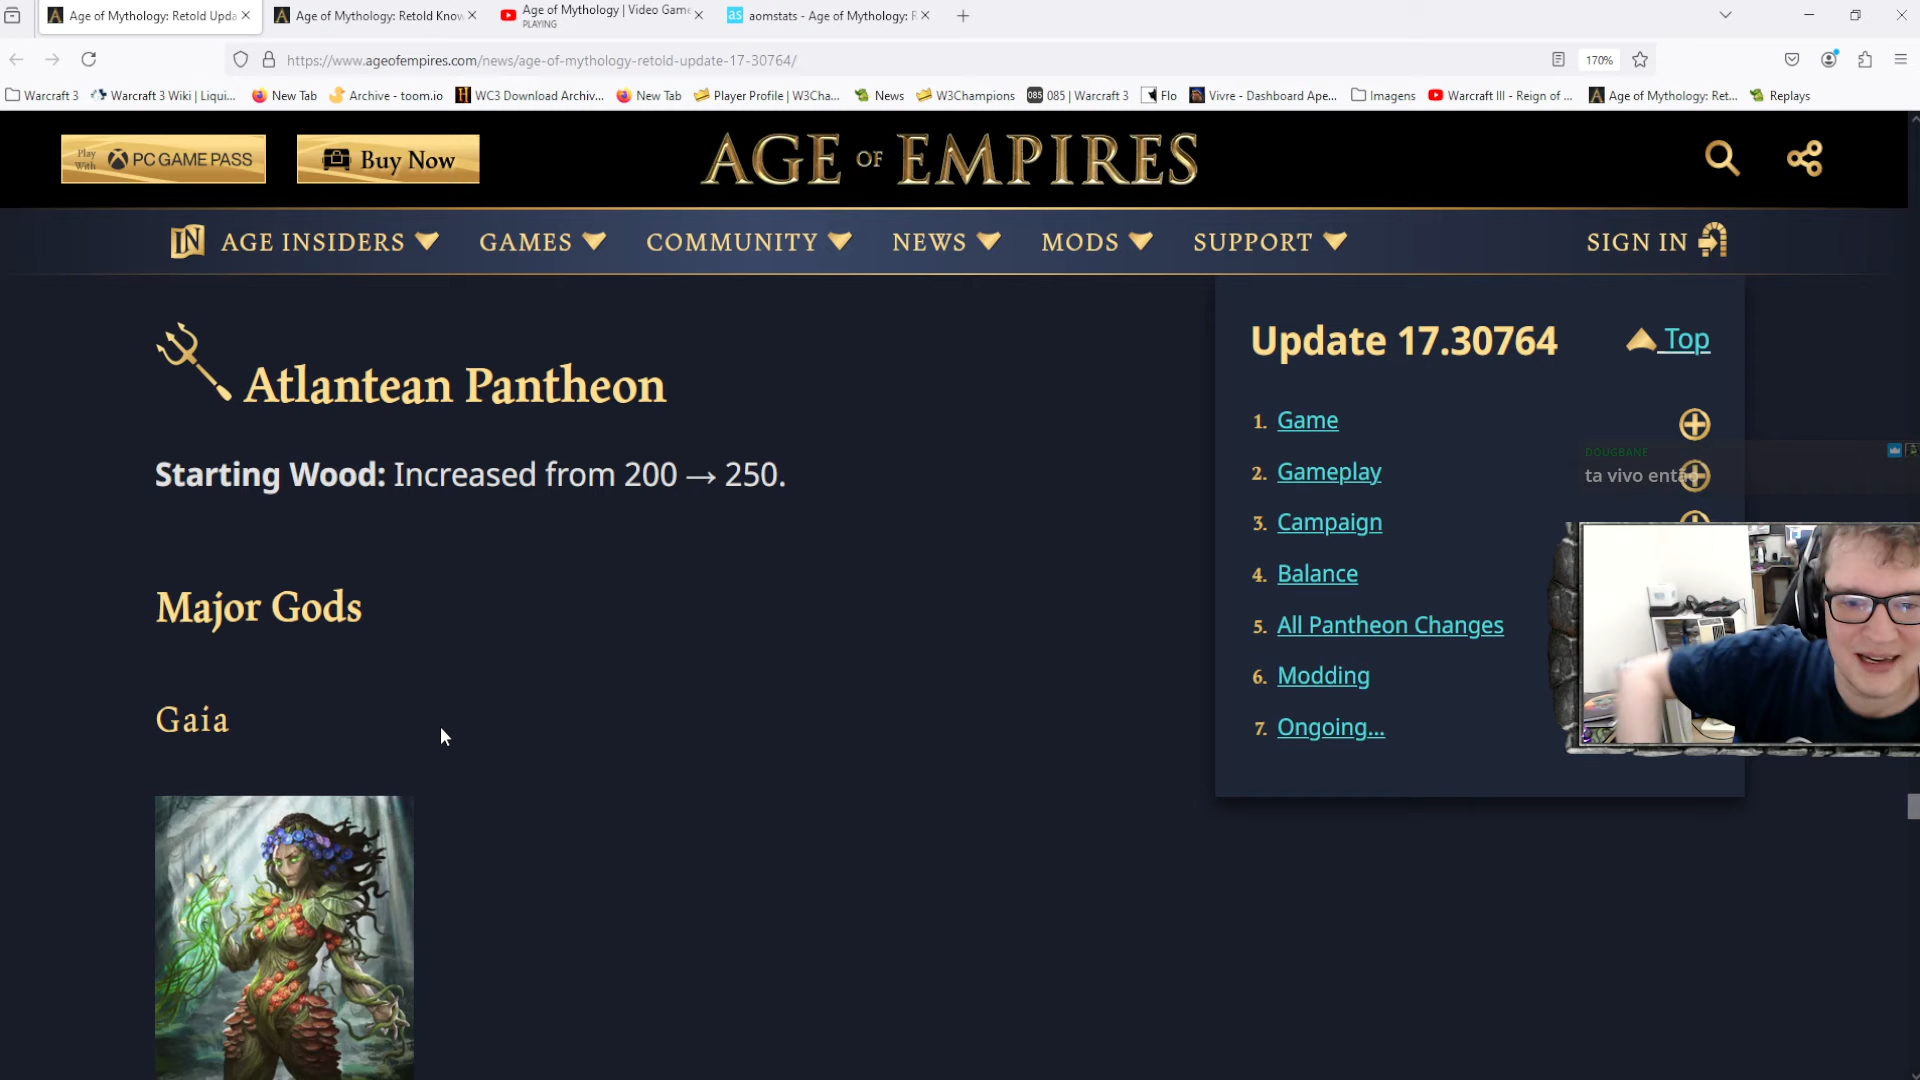 Age of Mythology: Retold Upda
Age of Mythology: Retold Know
Age of Mythology | Video Game
PLAYING
aomstats - Age of Mythology: R
https://www.ageofempires.com/news/age-of-mythology-retold-update-17-30764/
170%
Warcraft 3
Warcraft 3 Wiki | Liqui...
New Tab
Archive - toom.io
WC3 Download Archiv...
New Tab
Player Profile | W3Cha...
News
W3Champions
085 | Warcraft 3
Flo
Vivre - Dashboard Ape...
Imagens
Warcraft III - Reign of ...
Age of Mythology: Ret...
Replays
Play With PC GAME PASS
Buy Now
AGE OF EMPIRES
AGE INSIDERS
GAMES
COMMUNITY
NEWS
MODS
SUPPORT
SIGN IN
Atlantean Pantheon
Starting Wood: Increased from 200 → 250.
Major Gods
Gaia
Update 17.30764
Top
1. Game
2. Gameplay
3. Campaign
4. Balance
5. All Pantheon Changes
6. Modding
7. Ongoing...
DOUGBANE
ta vivo então